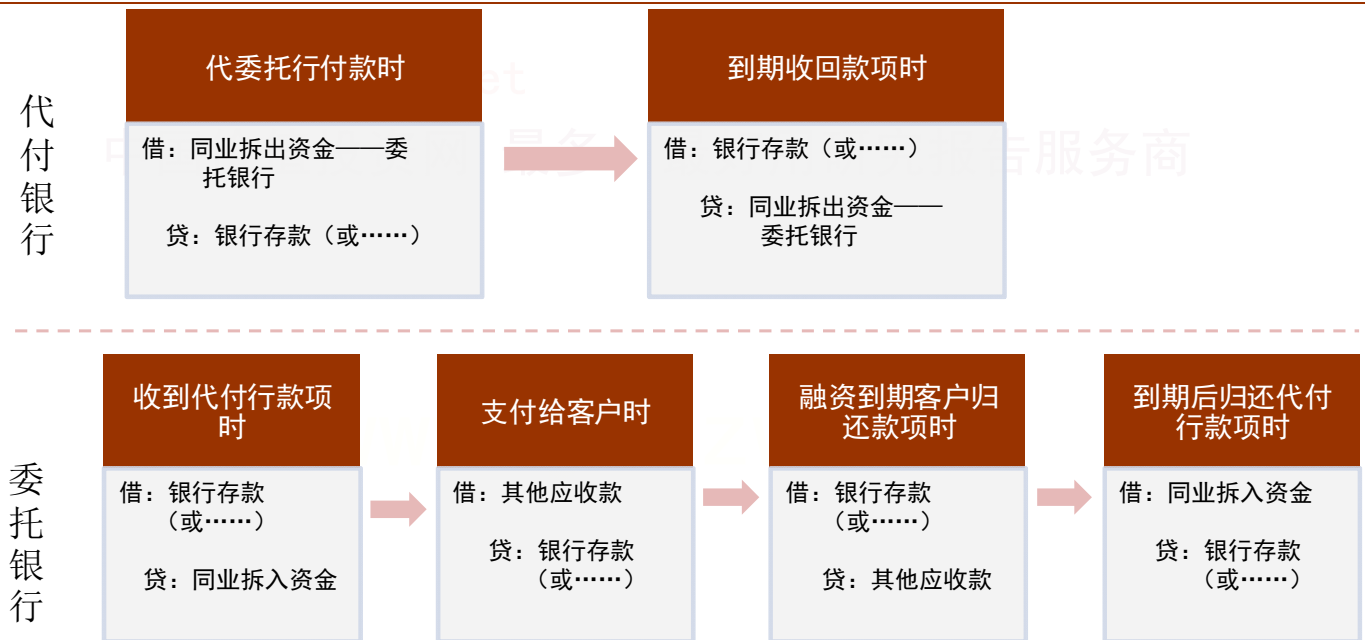 代委托行付款时
到期收回款项时
代
付
银
行
借：同业拆出资金——委
托银行
贷：银行存款（或……）
借：银行存款（或……）
贷：同业拆出资金——
委托银行
收到代付行款项
时
支付给客户时
融资到期客户归
还款项时
到期后归还代付
行款项时
委
托
银
行
借：银行存款
（或……）
贷：同业拆入资金
借：其他应收款
贷：银行存款
（或……）
借：银行存款
（或……）
贷：其他应收款
借：同业拆入资金
贷：银行存款
（或……）